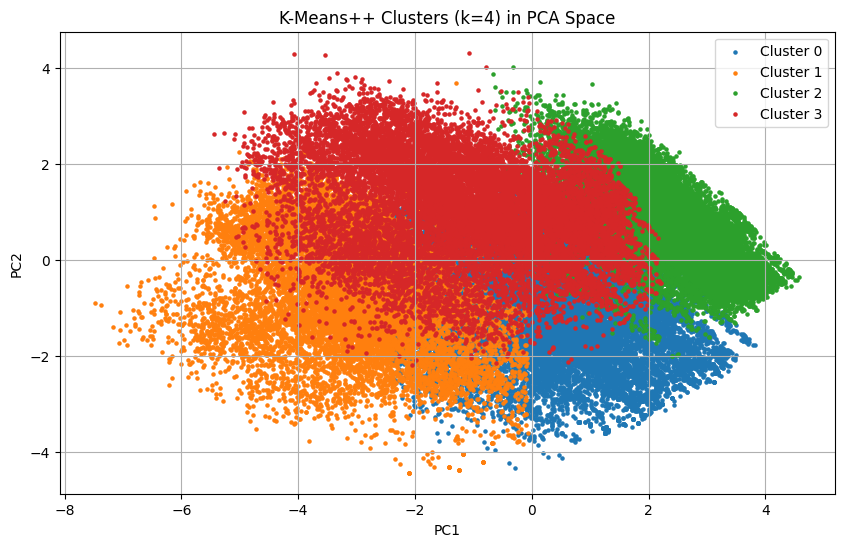 K-Means++ Clusters (k=4) in PCA Space
Cluster 0
Cluster 1
Cluster 2
Cluster 3
PC2
4
2
0
−2
−4
−8
−6
−4
−2
0
2
4
PC1